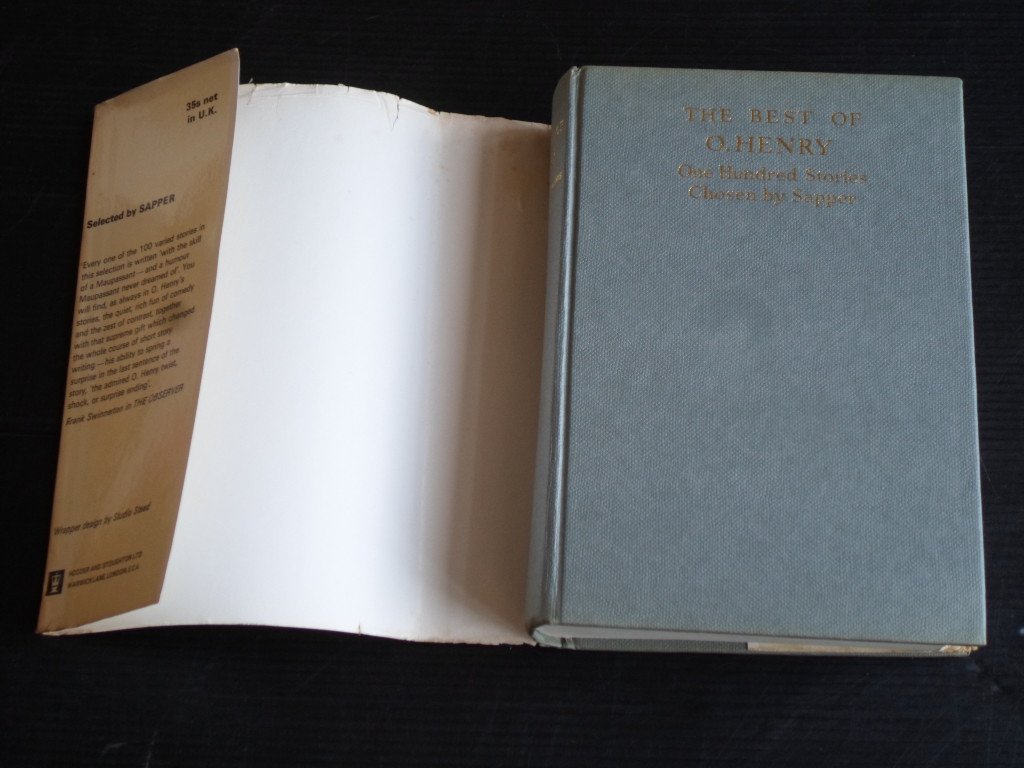 35s net
in U.K.
Selected by SAPPER
'Every one of the 100 varied stories in
this selection is written 'with the skill
of a Maupassant — and a humour
Maupassant never dreamed of'. You
will find, as always in O. Henry's
stories, the quiet, rich fun of comedy
and the zest of contrast, together
with that supreme gift which changed
the whole course of short story
writing — his ability to spring a
surprise in the last sentence of the
story, 'the admired O. Henry twist,
shock, or surprise ending'.
Frank Swinnerton in THE OBSERVER
Wrapper design by Studio Stead
HODDER AND STOUGHTON LTD
WARWICK LANE, LONDON, E.C.4.
THE BEST OF
O. HENRY
One Hundred Stories
Chosen by Sapper